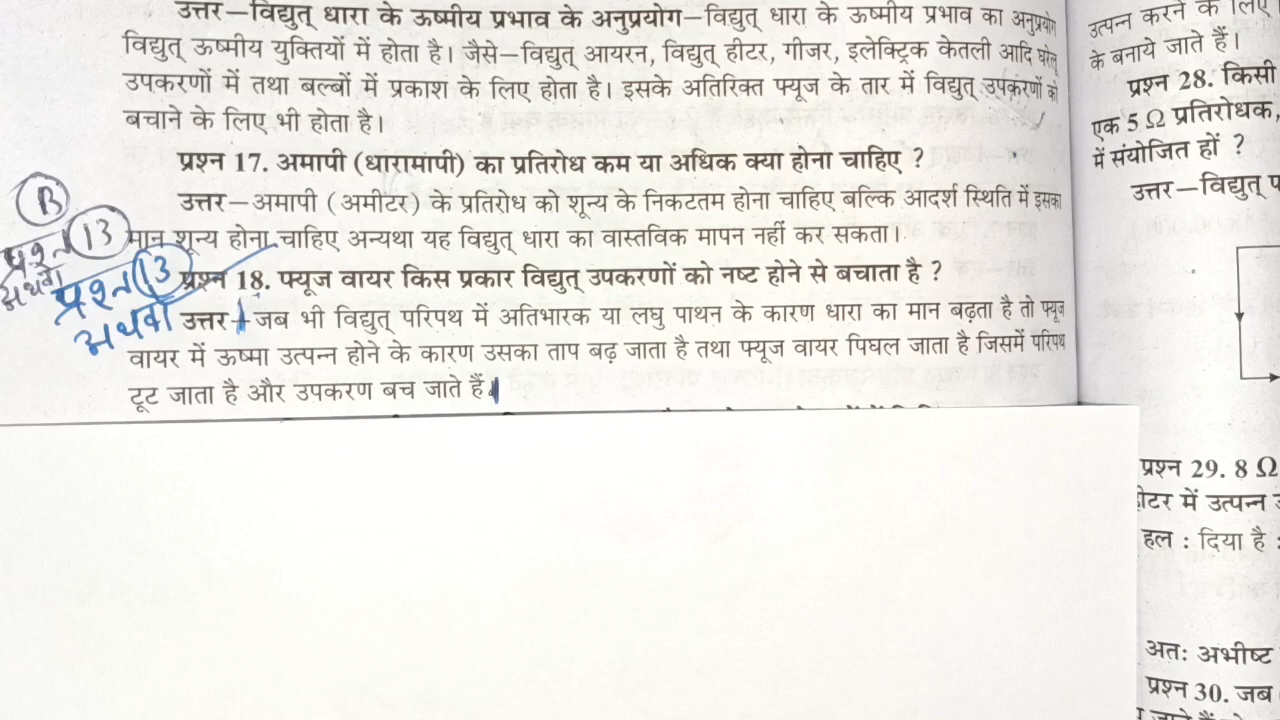 उत्तर–विद्युत् धारा के ऊष्मीय प्रभाव के अनुप्रयोग–विद्युत् धारा के ऊष्मीय प्रभाव का अनुप्रयोग
विद्युत् ऊष्मीय युक्तियों में होता है। जैसे–विद्युत् आयरन, विद्युत् हीटर, गीजर, इलेक्ट्रिक केतली आदि घरेलू
उपकरणों में तथा बल्बों में प्रकाश के लिए होता है। इसके अतिरिक्त फ्यूज के तार में विद्युत् उपकरणों को
बचाने के लिए भी होता है।
प्रश्न 17. अमापी (धारामापी) का प्रतिरोध कम या अधिक क्या होना चाहिए ?
उत्तर–अमापी (अमीटर) के प्रतिरोध को शून्य के निकटतम होना चाहिए बल्कि आदर्श स्थिति में इसका
मान शून्य होना चाहिए अन्यथा यह विद्युत् धारा का वास्तविक मापन नहीं कर सकता।
प्रश्न 18. फ्यूज वायर किस प्रकार विद्युत् उपकरणों को नष्ट होने से बचाता है ?
उत्तर–जब भी विद्युत् परिपथ में अतिभारक या लघु पाथन के कारण धारा का मान बढ़ता है तो फ्यूज
वायर में ऊष्मा उत्पन्न होने के कारण उसका ताप बढ़ जाता है तथा फ्यूज वायर पिघल जाता है जिसमें परिपथ
टूट जाता है और उपकरण बच जाते हैं।
B
प्रश्न 13
अथवा
प्रश्न 13
अथवा
उत्पन्न करने के लिए
के बनाये जाते हैं।
प्रश्न 28. किसी
एक 5 Ω प्रतिरोधक,
में संयोजित हों ?
उत्तर–विद्युत् प
प्रश्न 29. 8 Ω
हीटर में उत्पन्न
हल : दिया है :
अतः अभीष्ट
प्रश्न 30. जब